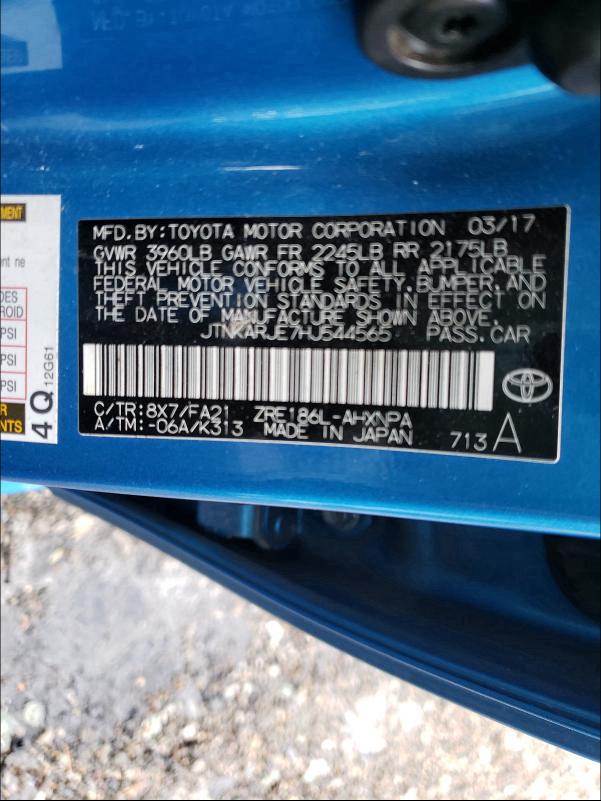 MFD. BY: TOYOTA MOTOR CORPORATION 03/17
GVWR 3960LB GAWR FR 2245LB RR 2175LB
THIS VEHICLE CONFORMS TO ALL APPLICABLE
FEDERAL MOTOR VEHICLE SAFETY, BUMPER, AND
THEFT PREVENTION STANDARDS IN EFFECT ON
THE DATE OF MANUFACTURE SHOWN ABOVE.
JTNKARJE7HJ544565 PASS. CAR
C/TR: 8X7/FA21 ZRE186L-AHXNPA
A/TM: -06A/K313 MADE IN JAPAN 713 A
PSI
PSI
4Q 12G61